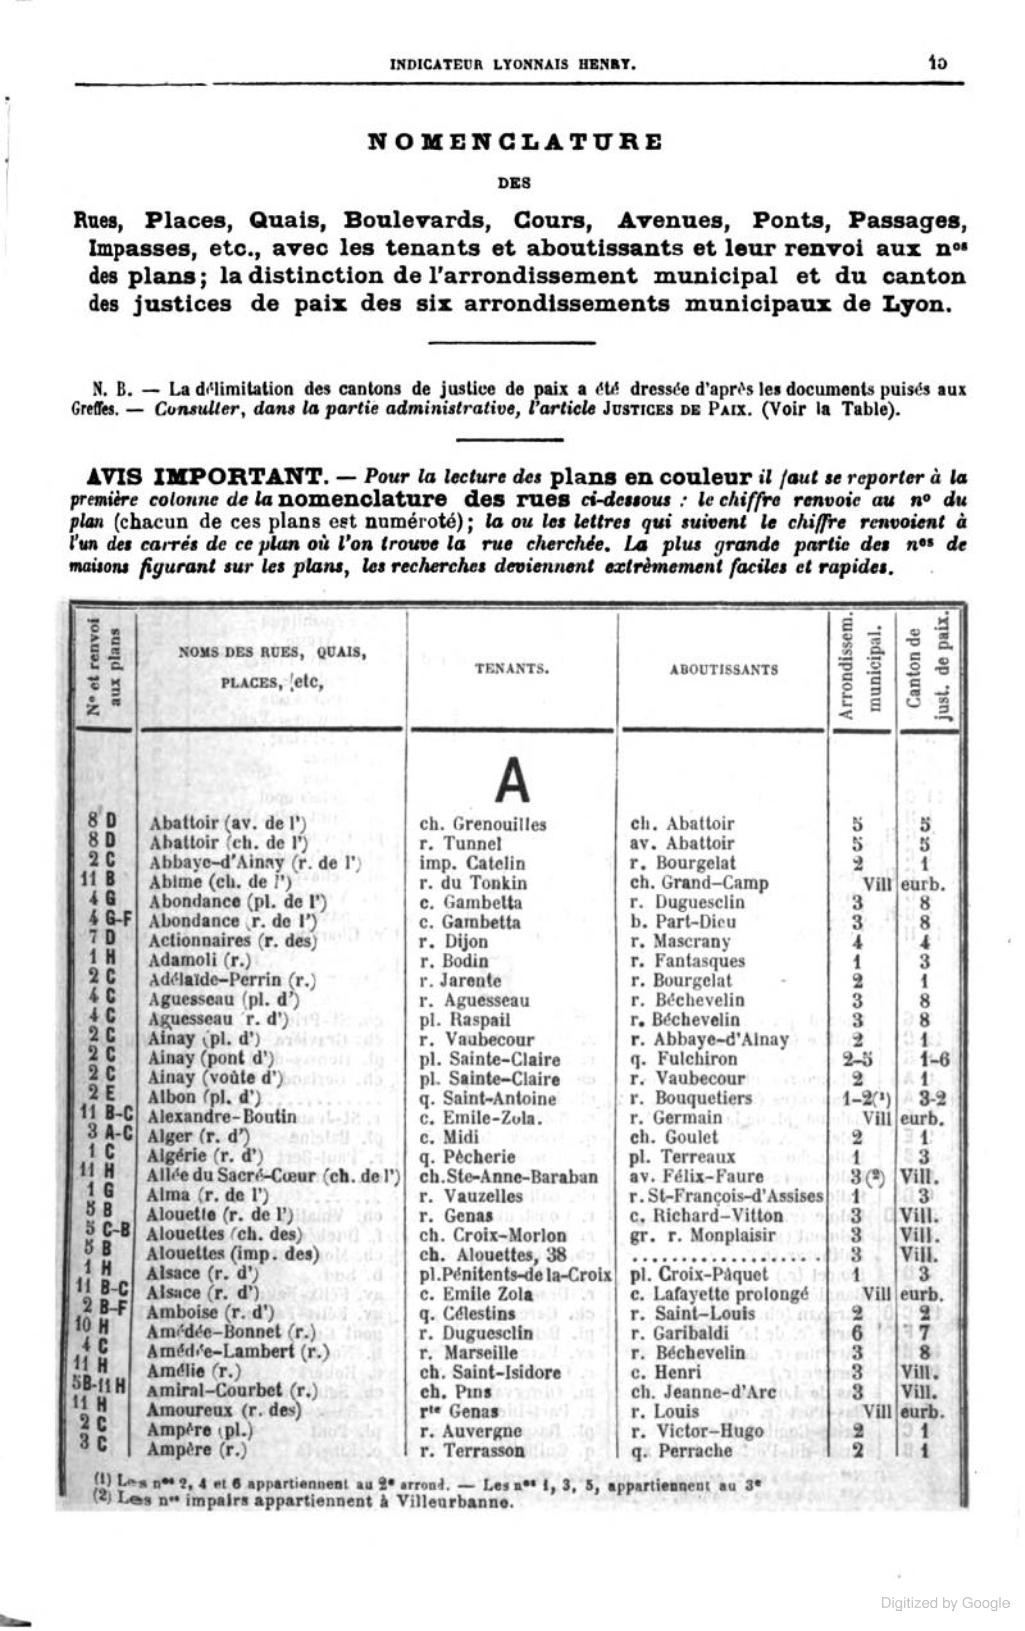 INDICATEUR LYONNAIS HENRY. 15
NOMENCLATURE
DES
Rues, Places, Quais, Boulevards, Cours, Avenues, Ponts, Passages,
Impasses, etc., avec les tenants et aboutissants et leur renvoi aux nos
des plans; la distinction de l'arrondissement municipal et du canton
des justices de paix des six arrondissements municipaux de Lyon.
N. B. — La délimitation des cantons de justice de paix a été dressée d'après les documents puisés aux
Greffes. — Consulter, dans la partie administrative, l'article JUSTICES DE PAIX. (Voir la Table).
AVIS IMPORTANT. — Pour la lecture des plans en couleur il faut se reporter à la
première colonne de la nomenclature des rues ci-dessous : le chiffre renvoie au no du
plan (chacun de ces plans est numéroté); la ou les lettres qui suivent le chiffre renvoient à
l'un des carrés de ce plan où l'on trouve la rue cherchée. La plus grande partie des nos de
maisons figurant sur les plans, les recherches deviennent extrêmement faciles et rapides.
No et renvoi aux plans
NOMS DES RUES, QUAIS,
PLACES, etc,
TENANTS.
ABOUTISSANTS
Arrondissem. municipal.
Canton de just. de paix.
A
8 D Abattoir (av. de l') ch. Grenouilles ch. Abattoir 5 5
8 D Abattoir (ch. de l') r. Tunnel av. Abattoir 5 5
2 C Abbaye-d'Ainay (r. de l') imp. Catelin r. Bourgelat 2 1
11 B Abîme (ch. de l') r. du Tonkin ch. Grand-Camp Villeurb.
4 G Abondance (pl. de l') c. Gambetta r. Duguesclin 3 8
4 G-F Abondance (r. de l') c. Gambetta b. Part-Dieu 3 8
7 D Actionnaires (r. des) r. Dijon r. Mascrany 4 4
1 H Adamoli (r.) r. Bodin r. Fantasques 1 3
2 C Adélaïde-Perrin (r.) r. Jarente r. Bourgelat 2 1
4 C Aguesseau (pl. d') r. Aguesseau r. Béchevelin 3 8
4 C Aguesseau (r. d') pl. Raspail r. Béchevelin 3 8
2 C Ainay (pl. d') r. Vaubecour r. Abbaye-d'Ainay 2 1
2 C Ainay (pont d') pl. Sainte-Claire q. Fulchiron 2-5 1-6
2 C Ainay (voûte d') pl. Sainte-Claire r. Vaubecour 2 1
2 E Albon (pl. d') q. Saint-Antoine r. Bouquetiers 1-2(1) 3-2
11 B-C Alexandre-Boutin c. Emile-Zola. r. Germain Villeurb.
3 A-C Alger (r. d') c. Midi ch. Goulet 2 1
1 C Algérie (r. d') q. Pêcherie pl. Terreaux 1 3
11 H Allée du Sacré-Cœur (ch. de l') ch. Ste-Anne-Baraban av. Félix-Faure 3 (2) Vill.
1 G Alma (r. de l') r. Vauzelles r. St-François-d'Assises 1 3
5 B Alouette (r. de l') r. Genas c. Richard-Vitton 3 Vill.
5 C-B Alouettes (ch. des) ch. Croix-Morlon gr. r. Monplaisir 3 Vill.
5 B Alouettes (imp. des) ch. Alouettes, 38 .................. 3 Vill.
1 H Alsace (r. d') pl. Pénitents-de la-Croix pl. Croix-Pâquet 1 3
11 B-C Alsace (r. d') c. Emile Zola c. Lafayette prolongé Villeurb.
2 B-F Amboise (r. d') q. Célestins r. Saint-Louis 2 2
10 H Amédée-Bonnet (r.) r. Duguesclin r. Garibaldi 6 7
4 C Amédée-Lambert (r.) r. Marseille r. Béchevelin 3 8
11 H Amélie (r.) ch. Saint-Isidore c. Henri 3 Vill.
5B-11 H Amiral-Courbet (r.) ch. Pins ch. Jeanne-d'Arc 3 Vill.
11 H Amoureux (r. des) rte Genas r. Louis Villeurb.
2 C Ampère (pl.) r. Auvergne r. Victor-Hugo 2 1
3 C Ampère (r.) r. Terrasson q. Perrache 2 1
(1) Les nos 2, 4 et 6 appartiennent au 2e arrond. — Les nos 1, 3, 5, appartiennent au 3e
(2) Les nos impairs appartiennent à Villeurbanne.
Digitized by Google